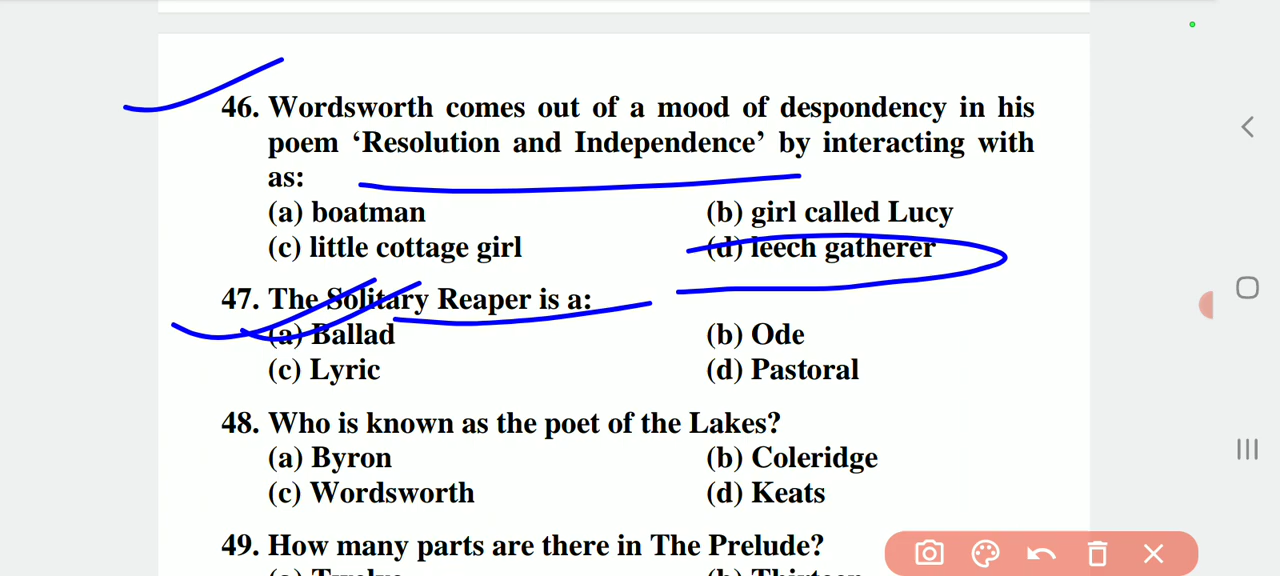 46. Wordsworth comes out of a mood of despondency in his
poem ‘Resolution and Independence’ by interacting with
as:
(a) boatman (b) girl called Lucy
(c) little cottage girl (d) leech gatherer
47. The Solitary Reaper is a:
(a) Ballad (b) Ode
(c) Lyric (d) Pastoral
48. Who is known as the poet of the Lakes?
(a) Byron (b) Coleridge
(c) Wordsworth (d) Keats
49. How many parts are there in The Prelude?